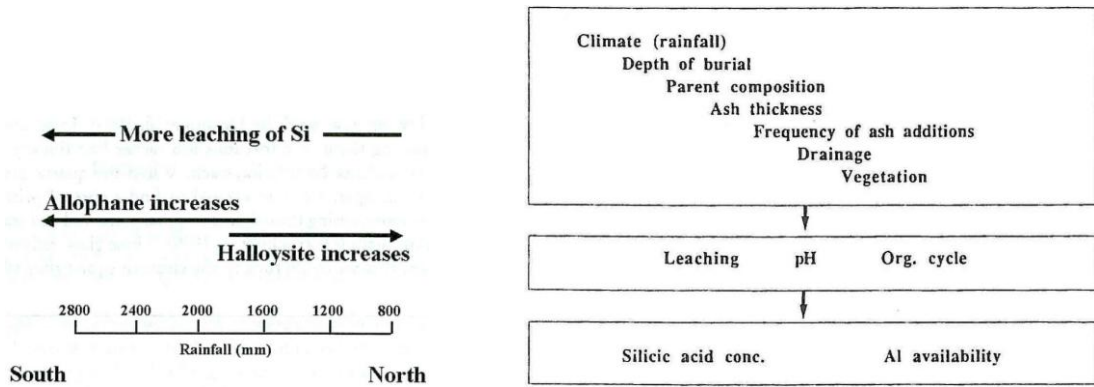 More leaching of Si
Allophane increases
Halloysite increases
2800 2400 2000 1600 1200 800
Rainfall (mm)
South North
Climate (rainfall)
Depth of burial
Parent composition
Ash thickness
Frequency of ash additions
Drainage
Vegetation
Leaching pH Org. cycle
Silicic acid conc. Al availability